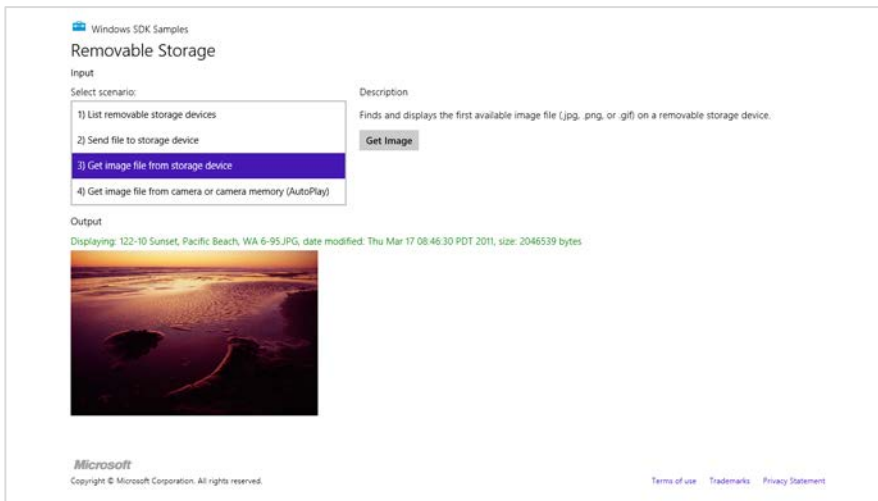 Windows SDK Samples
Removable Storage
Input
Select scenario:
1) List removable storage devices
2) Send file to storage device
3) Get image file from storage device
4) Get image file from camera or camera memory (AutoPlay)
Description
Finds and displays the first available image file (.jpg, .png, or .gif) on a removable storage device.
Get Image
Output
Displaying: 122-10 Sunset, Pacific Beach, WA 6-95.JPG, date modified: Thu Mar 17 08:46:30 PDT 2011, size: 2046539 bytes
Microsoft
Copyright © Microsoft Corporation. All rights reserved.
Terms of use Trademarks Privacy Statement